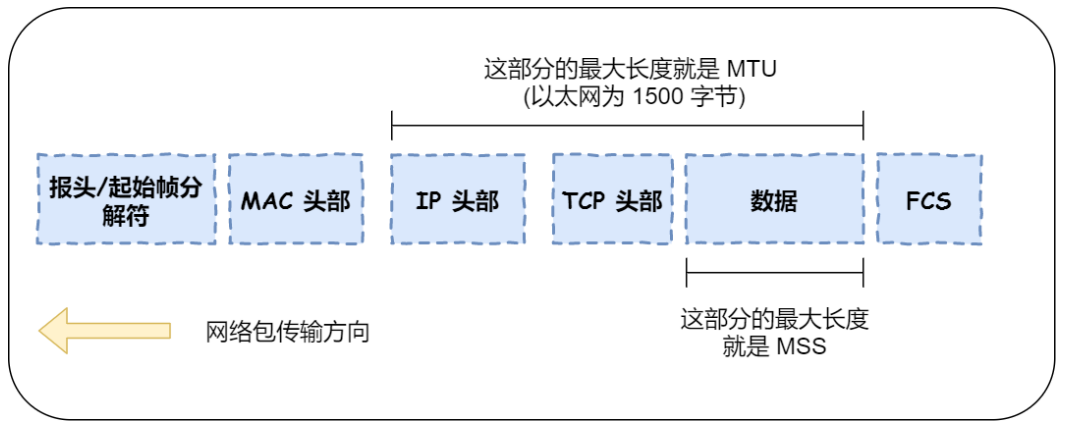 这部分的最大长度就是 MTU
(以太网为 1500 字节)
报头/起始帧分
解符
MAC 头部
IP 头部
TCP 头部
数据
FCS
网络包传输方向
这部分的最大长度
就是 MSS